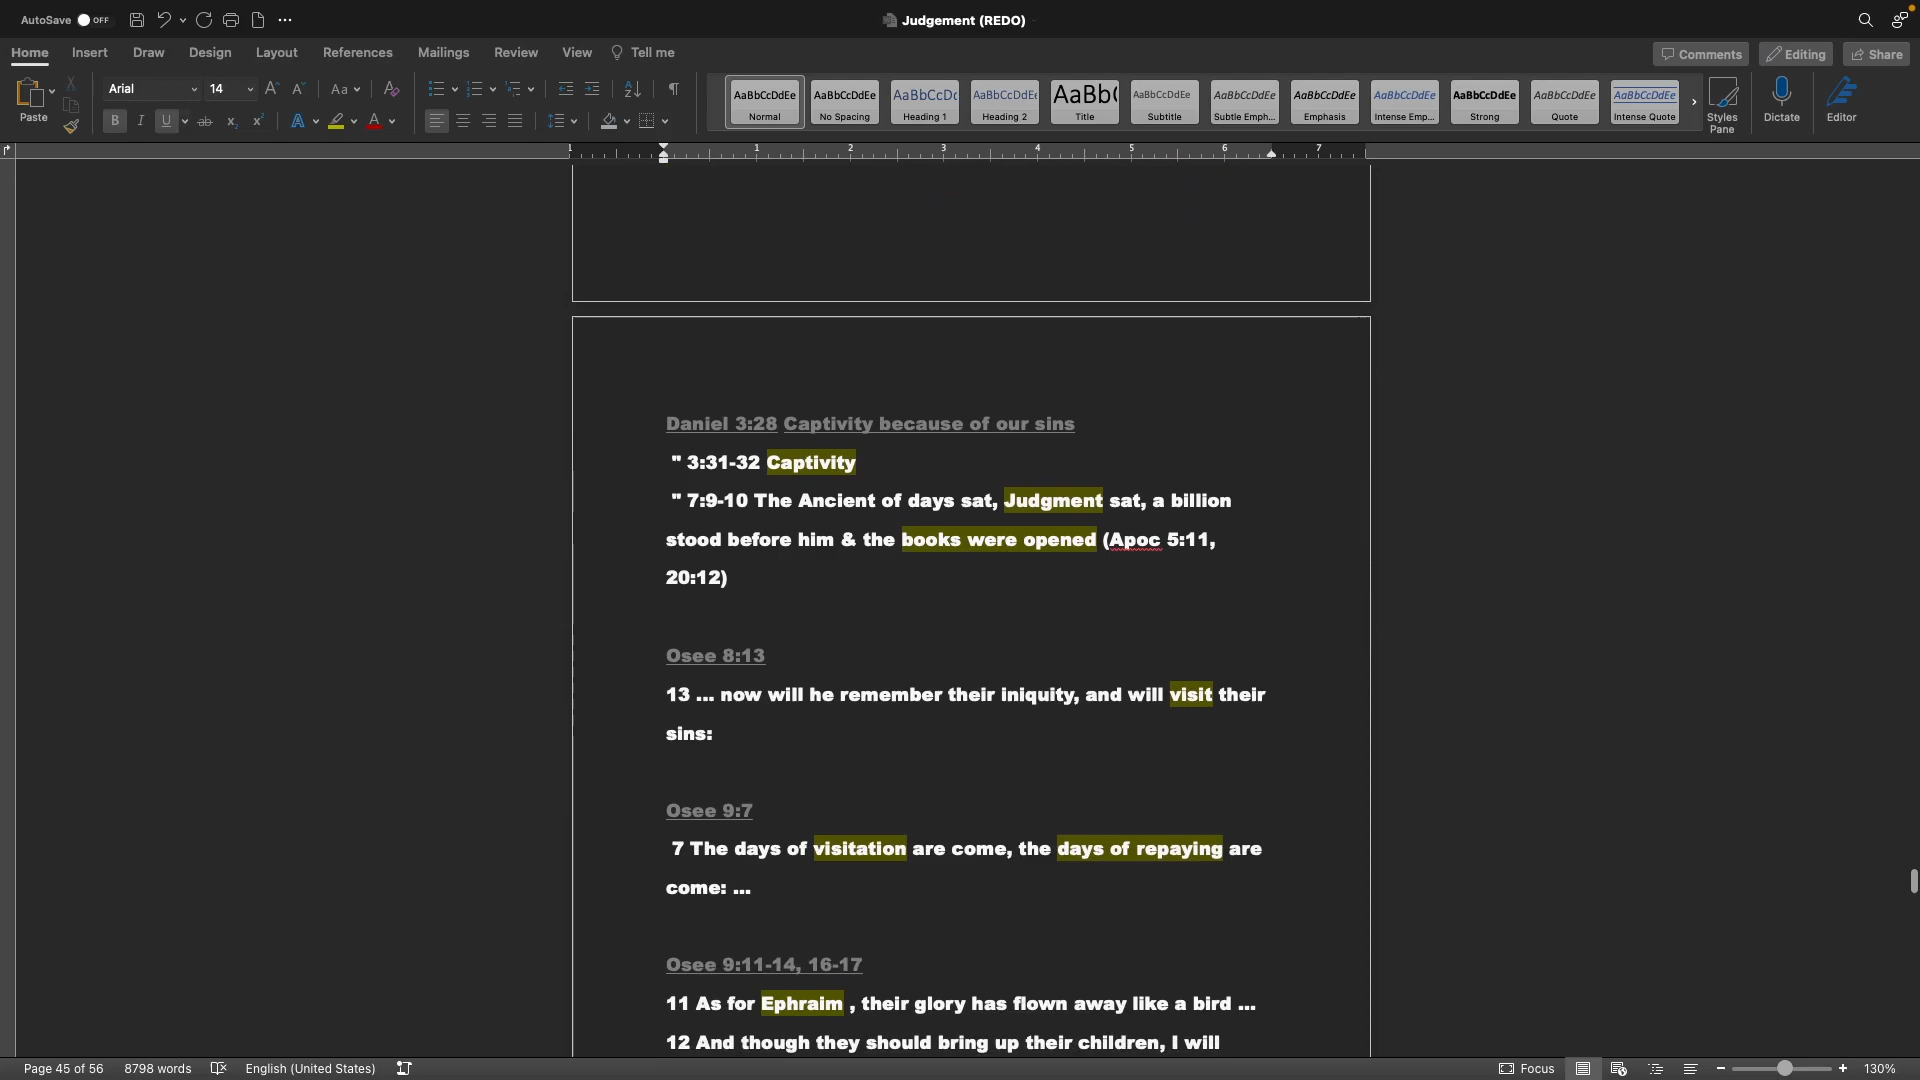 AutoSave OFF
Judgement (REDO)
Home Insert Draw Design Layout References Mailings Review View Tell me
Comments Editing Share
Paste
Arial 14
AaBbCcDdEe Normal
AaBbCcDdEe No Spacing
AaBbCcDc Heading 1
AaBbCcDdEe Heading 2
AaBb( Title
AaBbCcDdEe Subtitle
AaBbCcDdEe Subtle Emph...
AaBbCcDdEe Emphasis
AaBbCcDdEe Intense Emp...
AaBbCcDdEe Strong
AaBbCcDdEe Quote
AaBbCcDdEe Intense Quote
Styles Pane
Dictate
Editor
1 1 2 3 4 5 6 7
Daniel 3:28 Captivity because of our sins
" 3:31-32 Captivity
" 7:9-10 The Ancient of days sat, Judgment sat, a billion
stood before him & the books were opened (Apoc 5:11,
20:12)
Osee 8:13
13 ... now will he remember their iniquity, and will visit their
sins:
Osee 9:7
7 The days of visitation are come, the days of repaying are
come: ...
Osee 9:11-14, 16-17
11 As for Ephraim , their glory has flown away like a bird ...
12 And though they should bring up their children, I will
Page 45 of 56 8798 words English (United States) Focus 130%